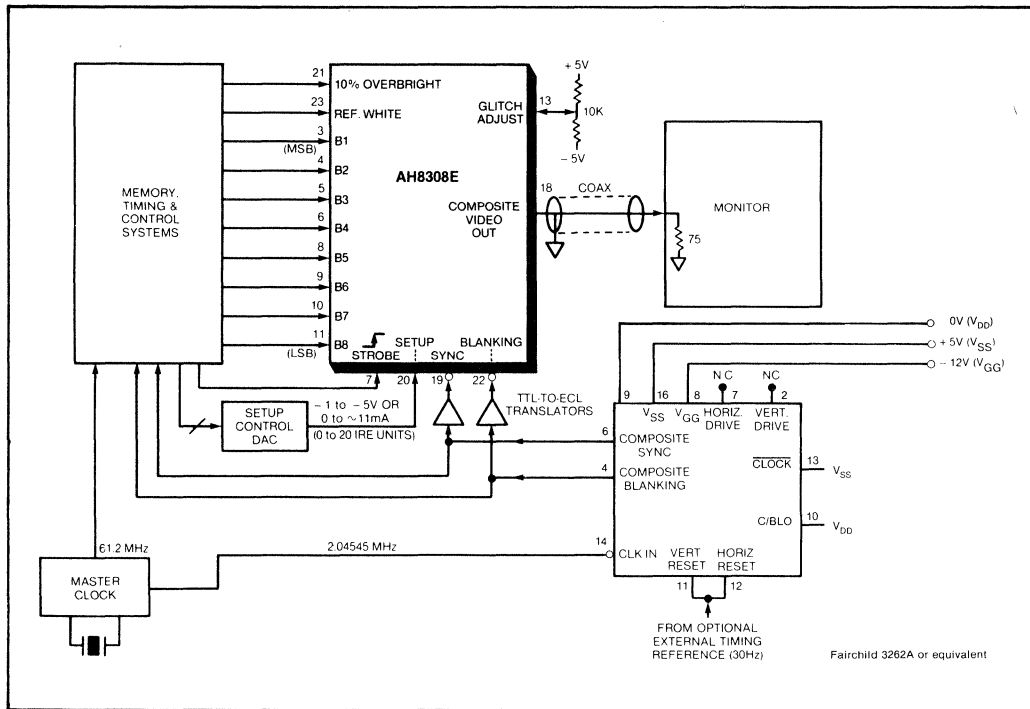 MEMORY,
TIMING &
CONTROL
SYSTEMS
21
23
3
(MSB)
4
5
6
8
9
10
11
(LSB)
10% OVERBRIGHT
REF. WHITE
B1
B2
B3
B4
B5
B6
B7
B8
AH8308E
GLITCH
ADJUST
COMPOSITE
VIDEO
OUT
STROBE
SETUP
SYNC
BLANKING
7
20
19
22
13
+ 5V
10K
- 5V
18
COAX
MONITOR
75
0V (VDD)
+ 5V (VSS)
- 12V (VGG)
NC
NC
9
16
8
7
2
VSS
VGG
HORIZ.
DRIVE
VERT.
DRIVE
TTL-TO-ECL
TRANSLATORS
SETUP
CONTROL
DAC
- 1 to - 5V OR
0 to ~11mA
(0 to 20 IRE UNITS)
6
COMPOSITE
SYNC
4
COMPOSITE
BLANKING
CLOCK
13
VSS
C/BLO
10
VDD
14
CLK IN
VERT
RESET
HORIZ
RESET
11
12
61.2 MHz
2.04545 MHz
MASTER
CLOCK
FROM OPTIONAL
EXTERNAL TIMING
REFERENCE (30Hz)
Fairchild 3262A or equivalent